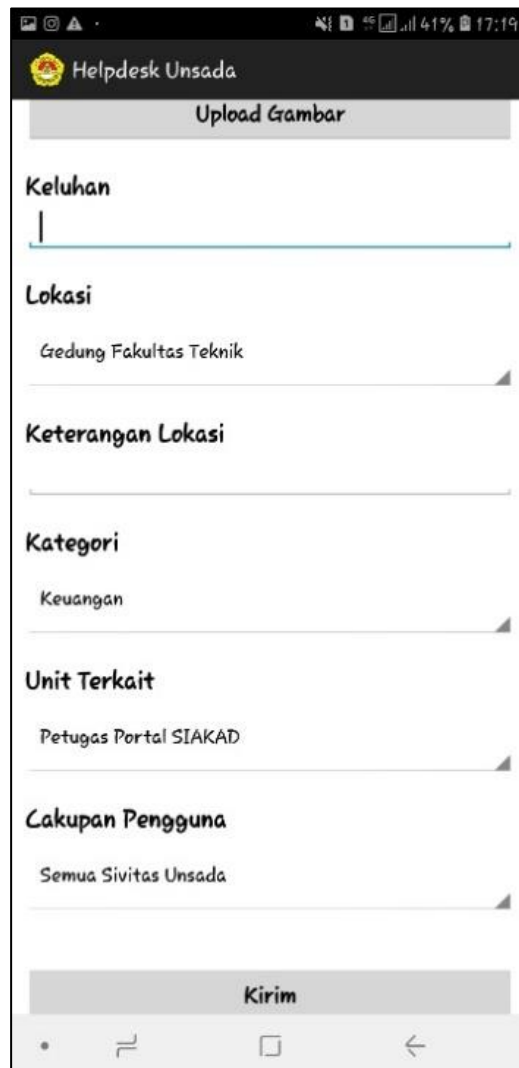 41% 17:19
Helpdesk Unsada
Upload Gambar
Keluhan
Lokasi
Gedung Fakultas Teknik
Keterangan Lokasi
Kategori
Keuangan
Unit Terkait
Petugas Portal SIAKAD
Cakupan Pengguna
Semua Sivitas Unsada
Kirim